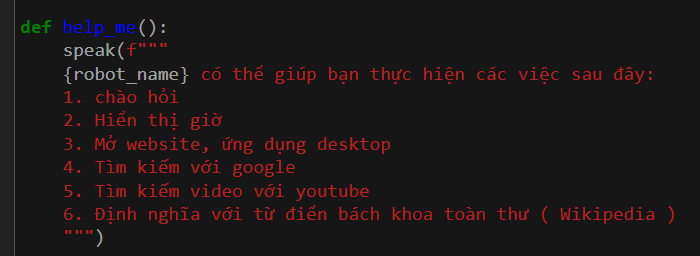 def help_me():
speak(f"""
{robot_name} có thể giúp bạn thực hiện các việc sau đây:
1. chào hỏi
2. Hiển thị giờ
3. Mở website, ứng dụng desktop
4. Tìm kiếm với google
5. Tìm kiếm video với youtube
6. Định nghĩa với từ điển bách khoa toàn thư ( Wikipedia )
""")